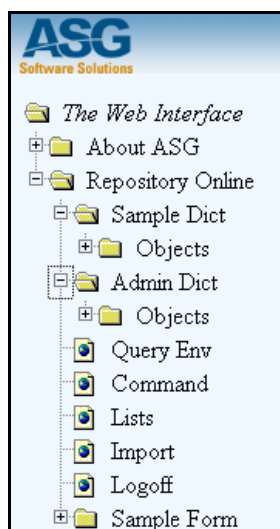 ASG
Software Solutions
The Web Interface
About ASG
Repository Online
Sample Dict
Objects
Admin Dict
Objects
Query Env
Command
Lists
Import
Logoff
Sample Form